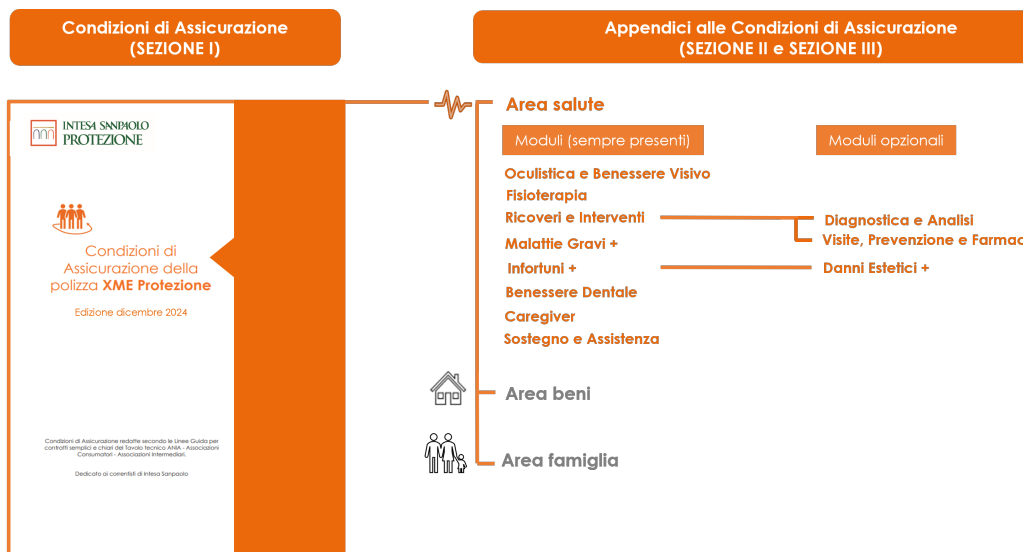 Condizioni di Assicurazione
(SEZIONE I)
Appendici alle Condizioni di Assicurazione
(SEZIONE II e SEZIONE III)
INTESA SANPAOLO
PROTEZIONE
Condizioni di
Assicurazione della
polizza XME Protezione
Edizione dicembre 2024
Condizioni di Assicurazione redatte secondo le Linee Guida per
contratti semplici e chiari del Tavolo tecnico ANIA - Associazioni
Consumatori - Associazioni Intermediari.
Dedicato ai correntisti di Intesa Sanpaolo
Area salute
Moduli (sempre presenti)
Moduli opzionali
Oculistica e Benessere Visivo
Fisioterapia
Ricoveri e Interventi
Diagnostica e Analisi
Visite, Prevenzione e Farmac
Malattie Gravi +
Infortuni +
Danni Estetici +
Benessere Dentale
Caregiver
Sostegno e Assistenza
Area beni
Area famiglia